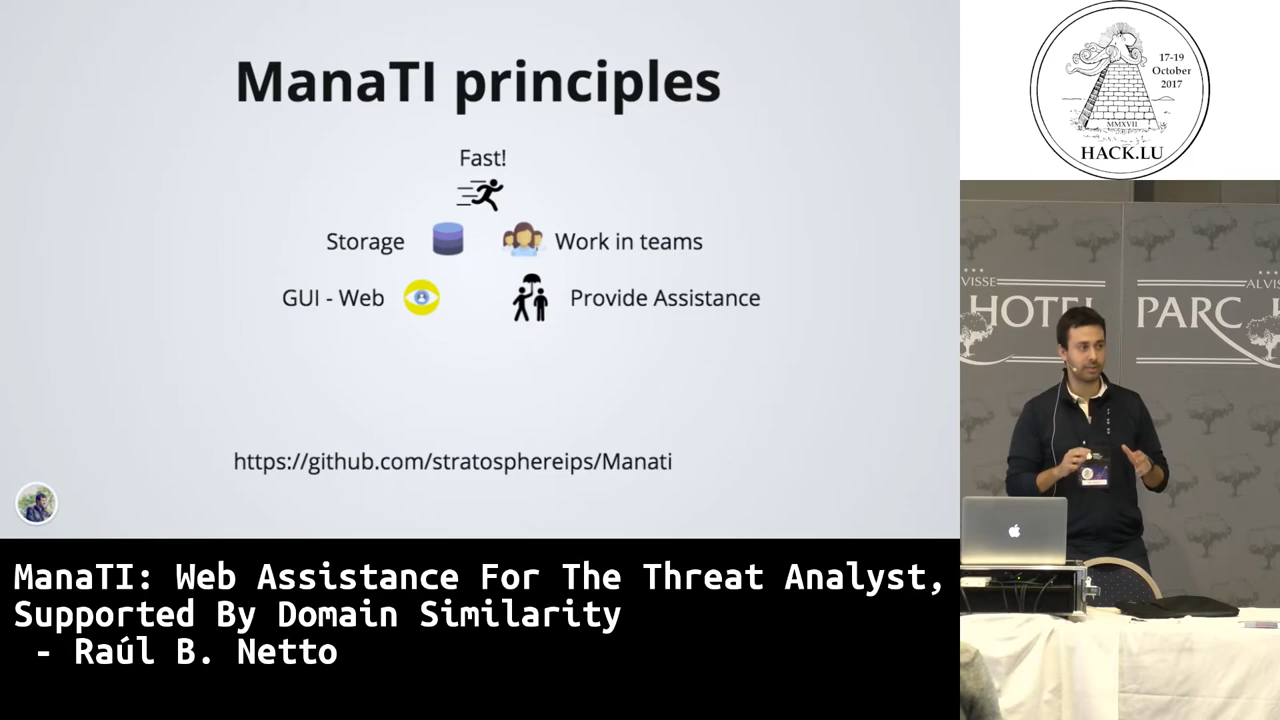 ManaTI principles
Fast!
Storage
Work in teams
GUI - Web
Provide Assistance
https://github.com/stratosphereips/Manati
ManaTI: Web Assistance For The Threat Analyst,
Supported By Domain Similarity
- Raúl B. Netto
17-19
October
2017
MMXVII
HACK.LU
HOTEL
PARC